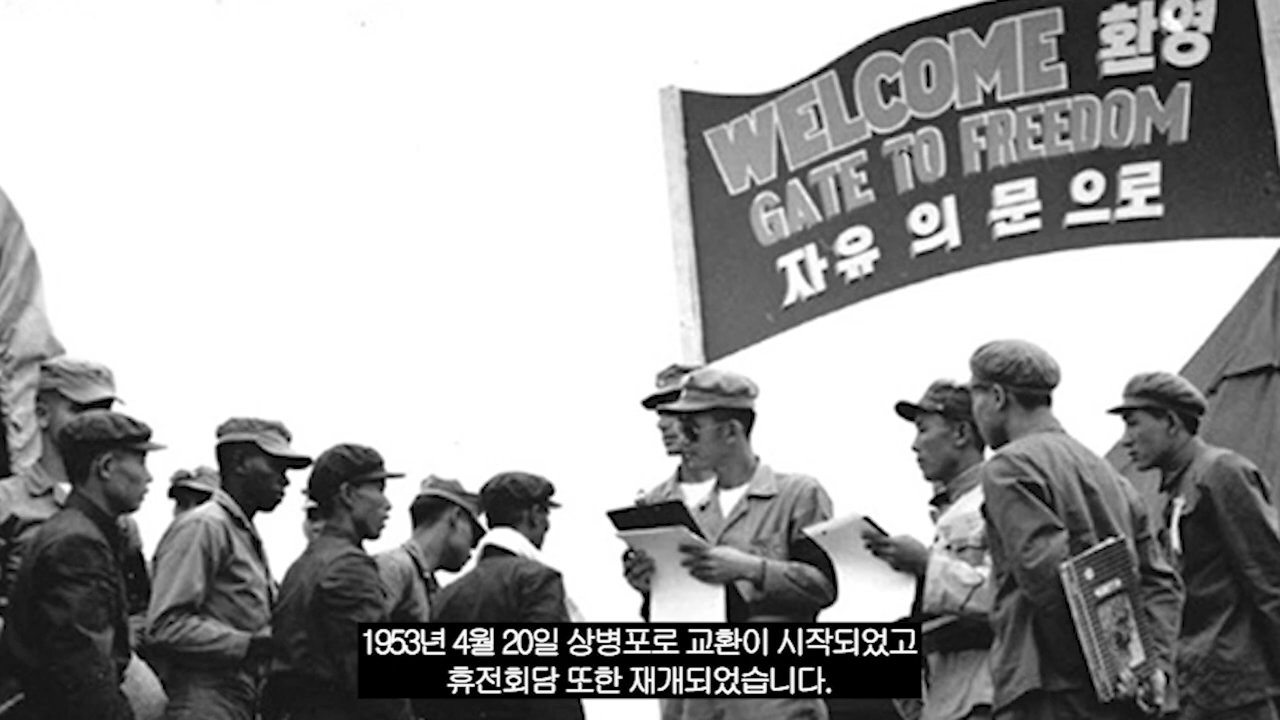 WELCOME 환영
GATE TO FREEDOM
자유의 문으로
1953년 4월 20일 상병포로 교환이 시작되었고
휴전회담 또한 재개되었습니다.